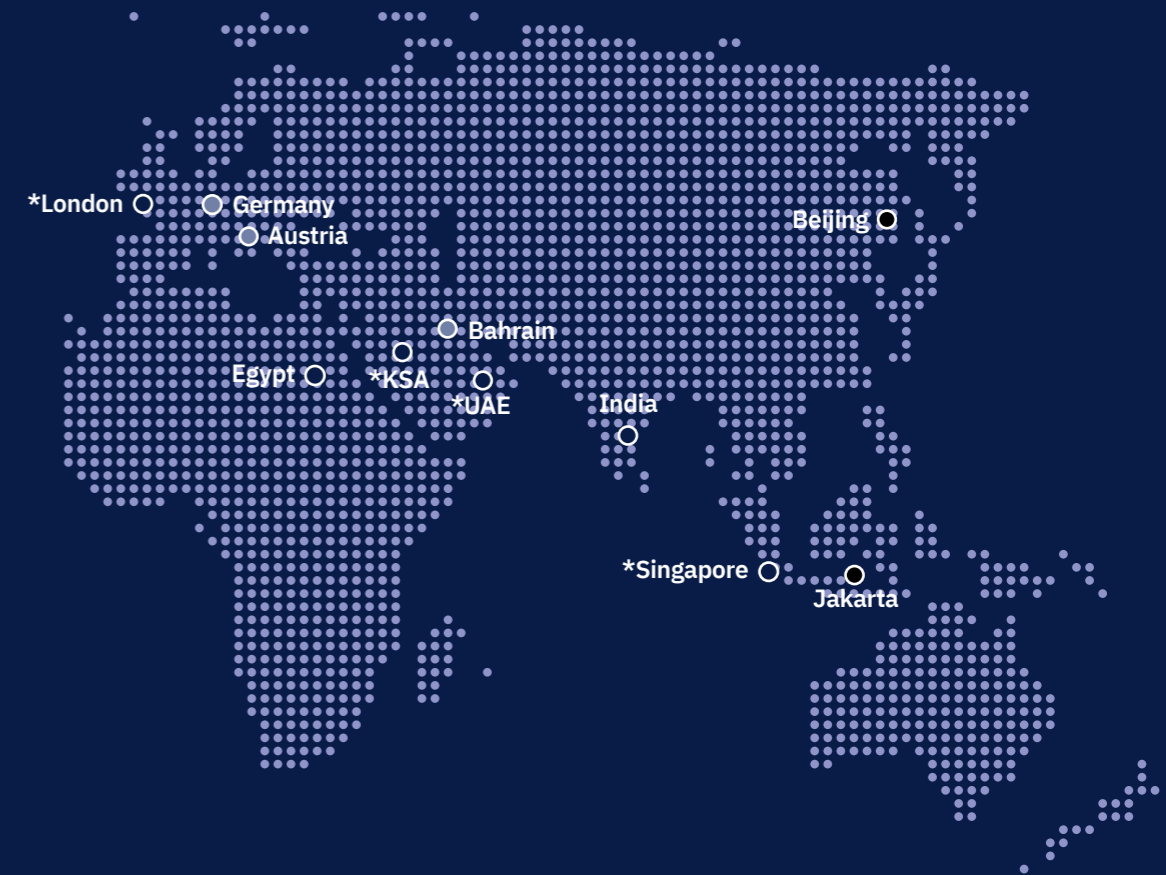 *London
Germany
Beijing
Austria
Bahrain
Egypt
*KSA
*UAE
India
*Singapore
Jakarta